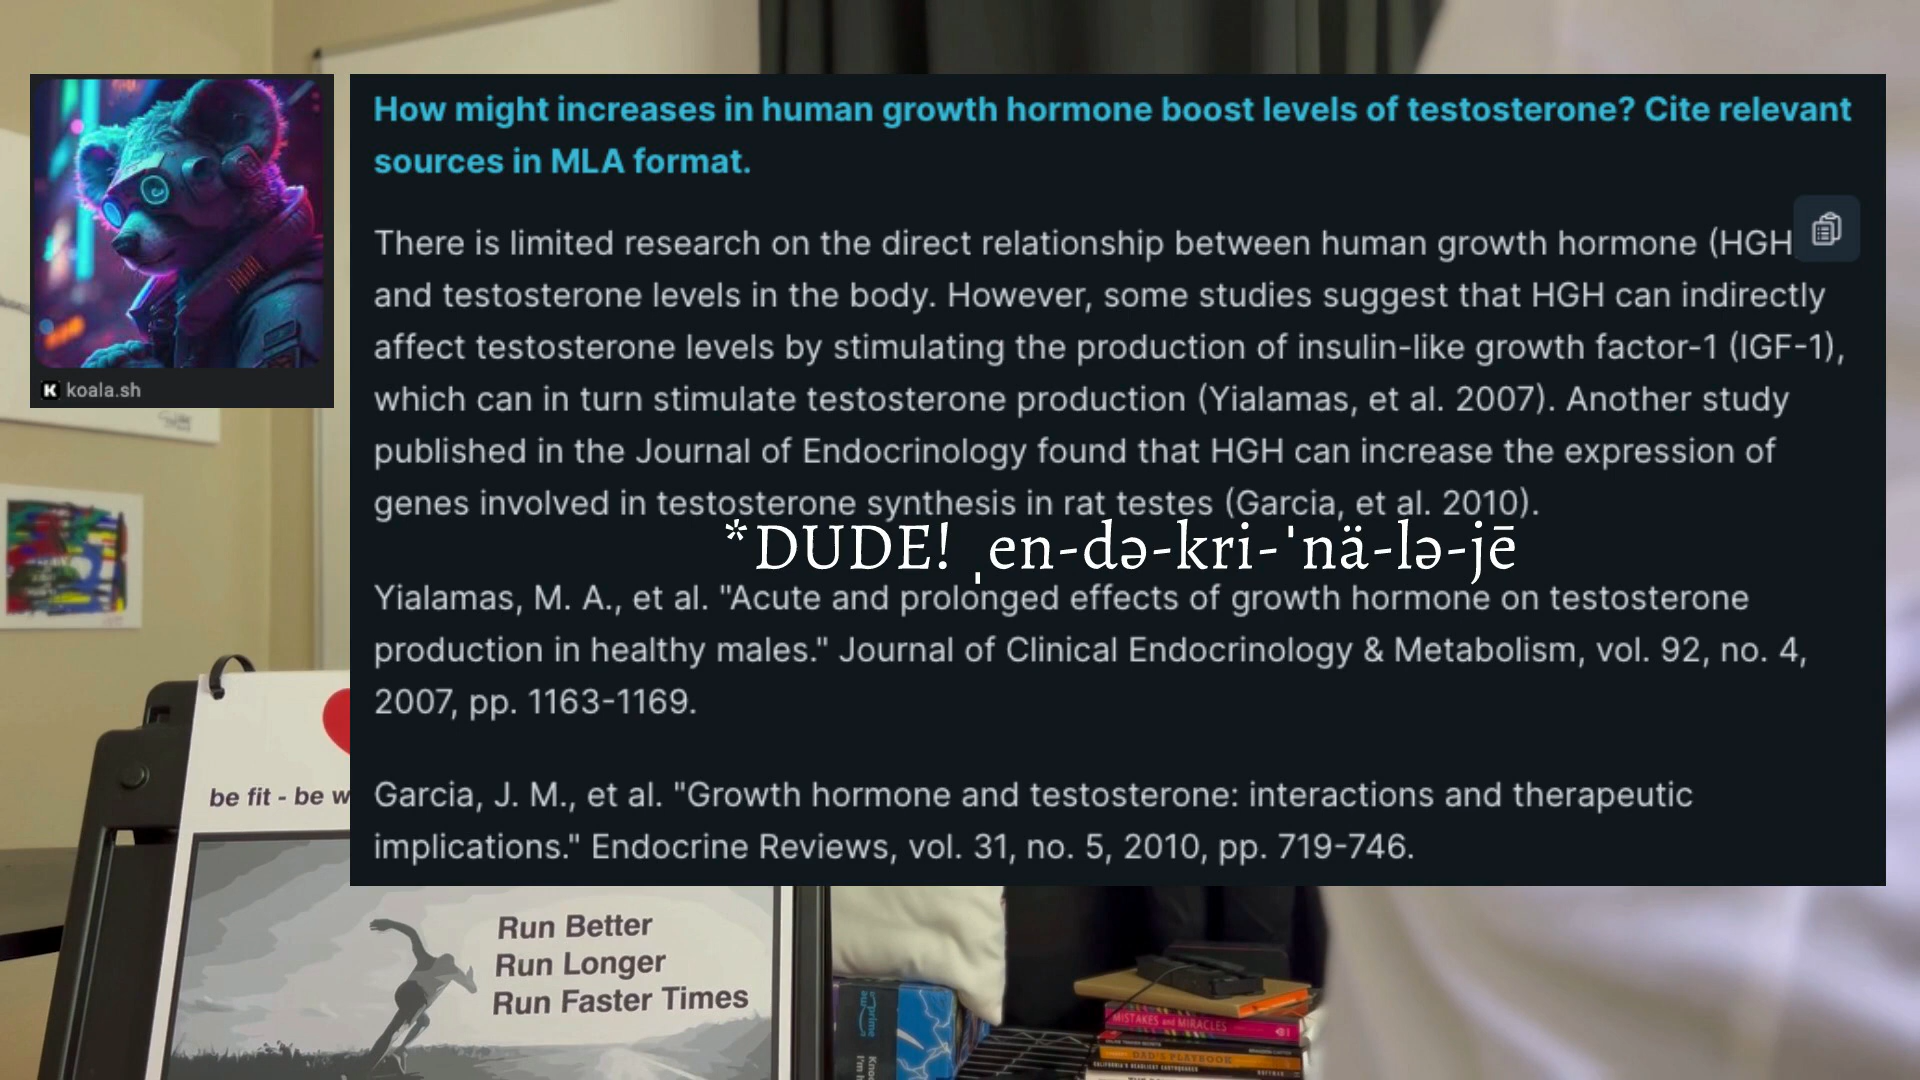 How might increases in human growth hormone boost levels of testosterone? Cite relevant
sources in MLA format.
There is limited research on the direct relationship between human growth hormone (HGH
and testosterone levels in the body. However, some studies suggest that HGH can indirectly
affect testosterone levels by stimulating the production of insulin-like growth factor-1 (IGF-1),
which can in turn stimulate testosterone production (Yialamas, et al. 2007). Another study
published in the Journal of Endocrinology found that HGH can increase the expression of
genes involved in testosterone synthesis in rat testes (Garcia, et al. 2010).
*DUDE! ˌen-də-kri-ˈnä-lə-jē
Yialamas, M. A., et al. "Acute and prolonged effects of growth hormone on testosterone
production in healthy males." Journal of Clinical Endocrinology & Metabolism, vol. 92, no. 4,
2007, pp. 1163-1169.
Garcia, J. M., et al. "Growth hormone and testosterone: interactions and therapeutic
implications." Endocrine Reviews, vol. 31, no. 5, 2010, pp. 719-746.
K koala.sh
be fit - be w
Run Better
Run Longer
Run Faster Times
prime
MISTAKES and MIRACLES
DAD'S PLAYBOOK
CALIFORNIA'S DEADLIEST EARTHQUAKES